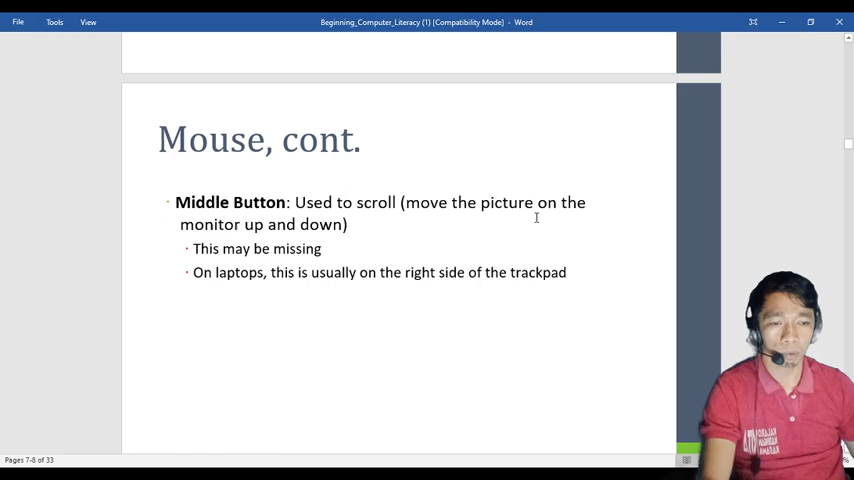 File Tools View Beginning_Computer_Literacy (1) [Compatibility Mode] - Word
Mouse, cont.
· Middle Button: Used to scroll (move the picture on the
monitor up and down)
· This may be missing
· On laptops, this is usually on the right side of the trackpad
Pages 7-8 of 33